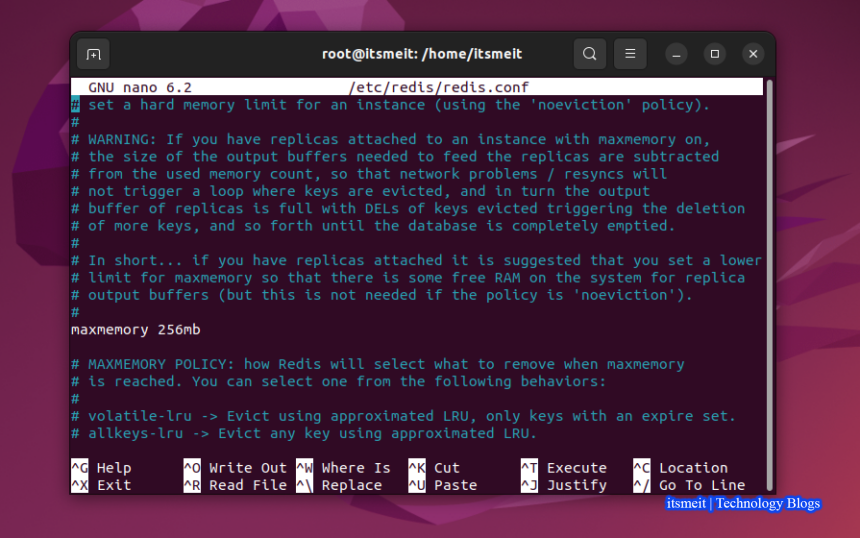 root@itsmeit: /home/itsmeit
GNU nano 6.2 /etc/redis/redis.conf
# set a hard memory limit for an instance (using the 'noeviction' policy).
#
# WARNING: If you have replicas attached to an instance with maxmemory on,
# the size of the output buffers needed to feed the replicas are subtracted
# from the used memory count, so that network problems / resyncs will
# not trigger a loop where keys are evicted, and in turn the output
# buffer of replicas is full with DELs of keys evicted triggering the deletion
# of more keys, and so forth until the database is completely emptied.
#
# In short... if you have replicas attached it is suggested that you set a lower
# limit for maxmemory so that there is some free RAM on the system for replica
# output buffers (but this is not needed if the policy is 'noeviction').
#
maxmemory 256mb
# MAXMEMORY POLICY: how Redis will select what to remove when maxmemory
# is reached. You can select one from the following behaviors:
#
# volatile-lru -> Evict using approximated LRU, only keys with an expire set.
# allkeys-lru -> Evict any key using approximated LRU.
^G Help ^O Write Out ^W Where Is ^K Cut ^T Execute ^C Location
^X Exit ^R Read File ^\ Replace ^U Paste ^J Justify ^/ Go To Line
itsmeit | Technology Blogs